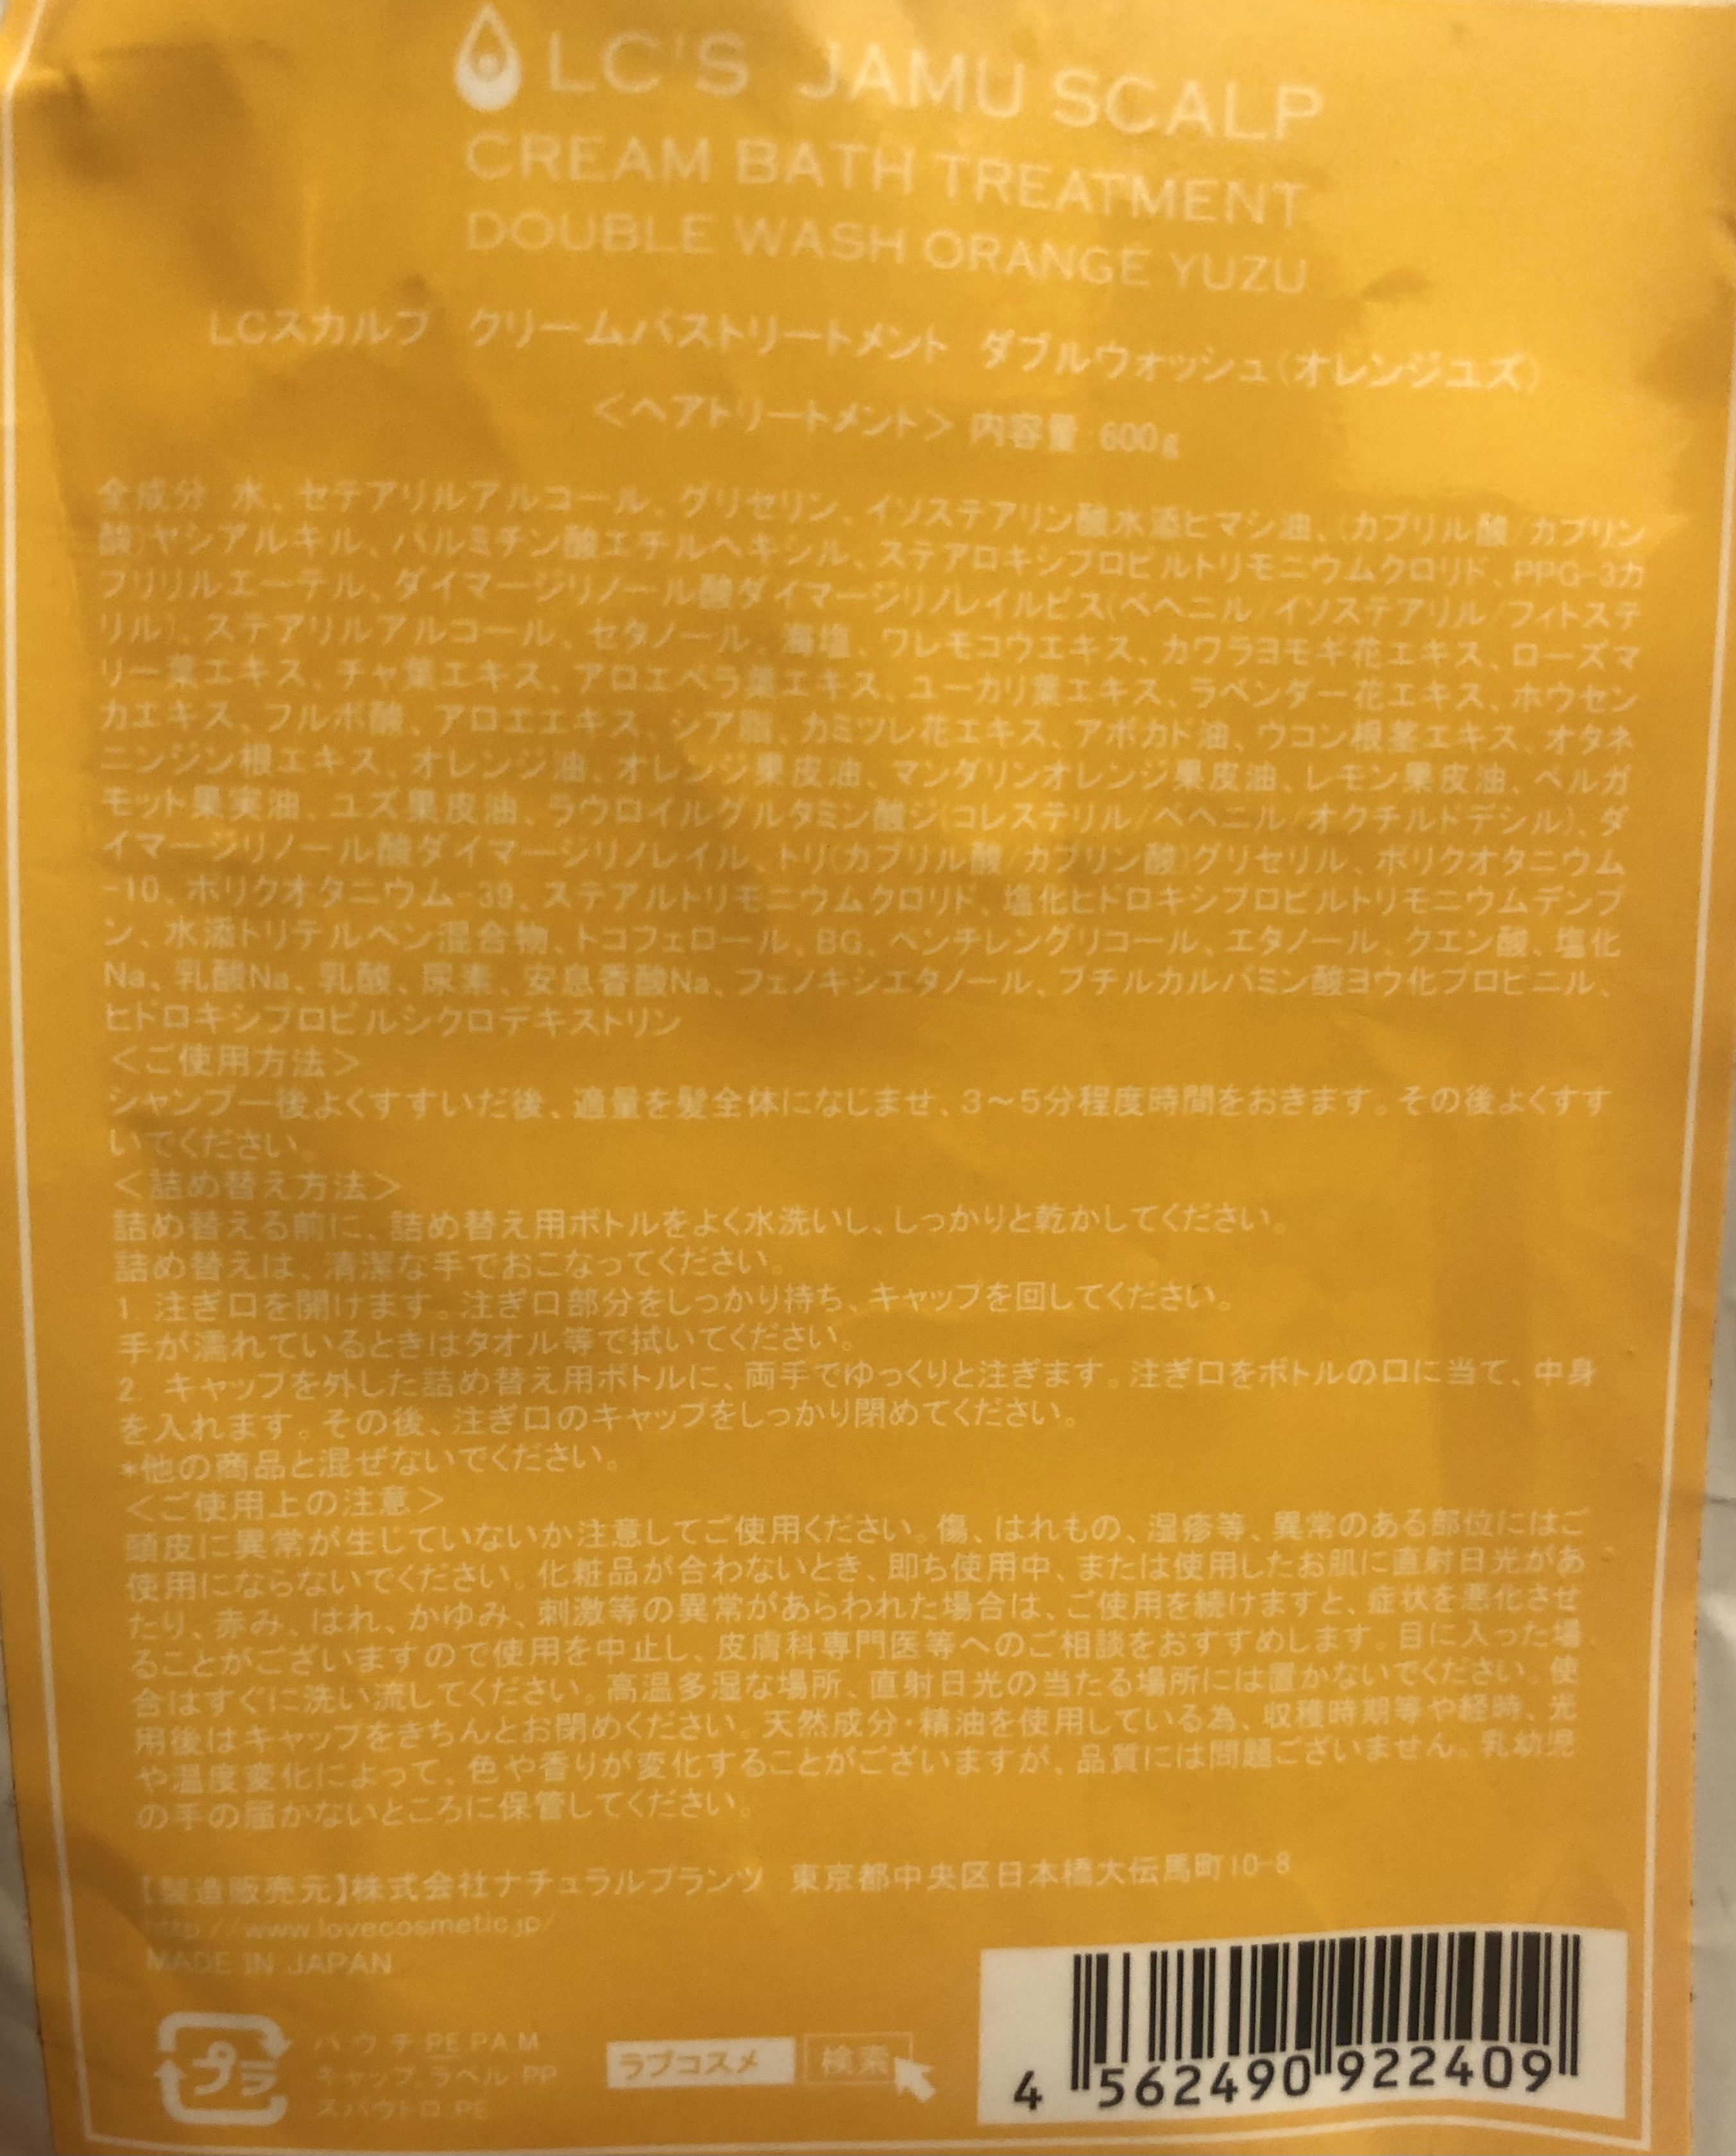 LC'S JAMU SCALP
CREAM BATH TREATMENT
DOUBLE WASH ORANGE YUZU
LCスカルプ クリームバストリートメント ダブルウォッシュ(オレンジユズ)
<ヘアトリートメント> 内容量 600g
全成分 水、セテアリルアルコール、グリセリン、イソステアリン酸水添ヒマシ油、(カプリル酸/カプリン
酸)ヤシアルキル、パルミチン酸エチルヘキシル、ステアロキシプロピルトリモニウムクロリド、PPG-3カ
プリリルエーテル、ダイマージリノール酸ダイマージリノレイルビス(ベヘニル/イソステアリル/フィトステ
リル)、ステアリルアルコール、セタノール、海塩、ワレモコウエキス、カワラヨモギ花エキス、ローズマ
リー葉エキス、チャ葉エキス、アロエベラ葉エキス、ユーカリ葉エキス、ラベンダー花エキス、ホウセン
カエキス、フルボ酸、アロエエキス、シア脂、カミツレ花エキス、アボカド油、ウコン根茎エキス、オタネ
ニンジン根エキス、オレンジ油、オレンジ果皮油、マンダリンオレンジ果皮油、レモン果皮油、ベルガ
モット果実油、ユズ果皮油、ラウロイルグルタミン酸ジ(コレステリル/ベヘニル/オクチルドデシル)、ダ
イマージリノール酸ダイマージリノレイル、トリ(カプリル酸/カプリン酸)グリセリル、ポリクオタニウム
-10、ポリクオタニウム-39、ステアルトリモニウムクロリド、塩化ヒドロキシプロピルトリモニウムデンプ
ン、水添トリテルペン混合物、トコフェロール、BG、ペンチレングリコール、エタノール、クエン酸、塩化
Na、乳酸Na、乳酸、尿素、安息香酸Na、フェノキシエタノール、ブチルカルバミン酸ヨウ化プロピニル、
ヒドロキシプロピルシクロデキストリン
<ご使用方法>
シャンプー後よくすすいだ後、適量を髪全体になじませ、3~5分程度時間をおきます。その後よくすす
いでください。
<詰め替え方法>
詰め替える前に、詰め替え用ボトルをよく水洗いし、しっかりと乾かしてください。
詰め替えは、清潔な手でおこなってください。
1. 注ぎ口を開けます。注ぎ口部分をしっかり持ち、キャップを回してください。
手が濡れているときはタオル等で拭いてください。
2. キャップを外した詰め替え用ボトルに、両手でゆっくりと注ぎます。注ぎ口をボトルの口に当て、中身
を入れます。その後、注ぎ口のキャップをしっかり閉めてください。
*他の商品と混ぜないでください。
<ご使用上の注意>
頭皮に異常が生じていないか注意してご使用ください。傷、はれもの、湿疹等、異常のある部位にはご
使用にならないでください。化粧品が合わないとき、即ち使用中、または使用したお肌に直射日光があ
たり、赤み、はれ、かゆみ、刺激等の異常があらわれた場合は、ご使用を続けますと、症状を悪化させ
ることがございますので使用を中止し、皮膚科専門医等へのご相談をおすすめします。目に入った場
合はすぐに洗い流してください。高温多湿な場所、直射日光の当たる場所には置かないでください。使
用後はキャップをきちんとお閉めください。天然成分・精油を使用している為、収穫時期等や経時、光
や温度変化によって、色や香りが変化することがございますが、品質には問題ございません。乳幼児
の手の届かないところに保管してください。
【製造販売元】株式会社ナチュラルプランツ 東京都中央区日本橋大伝馬町10-8
http://www.lovecosmetic.jp/
MADE IN JAPAN
プラ
パウチ PE PA M
キャップ ラベル PP
スパウト口 PE
ラブコスメ 検索
4 562490 922409